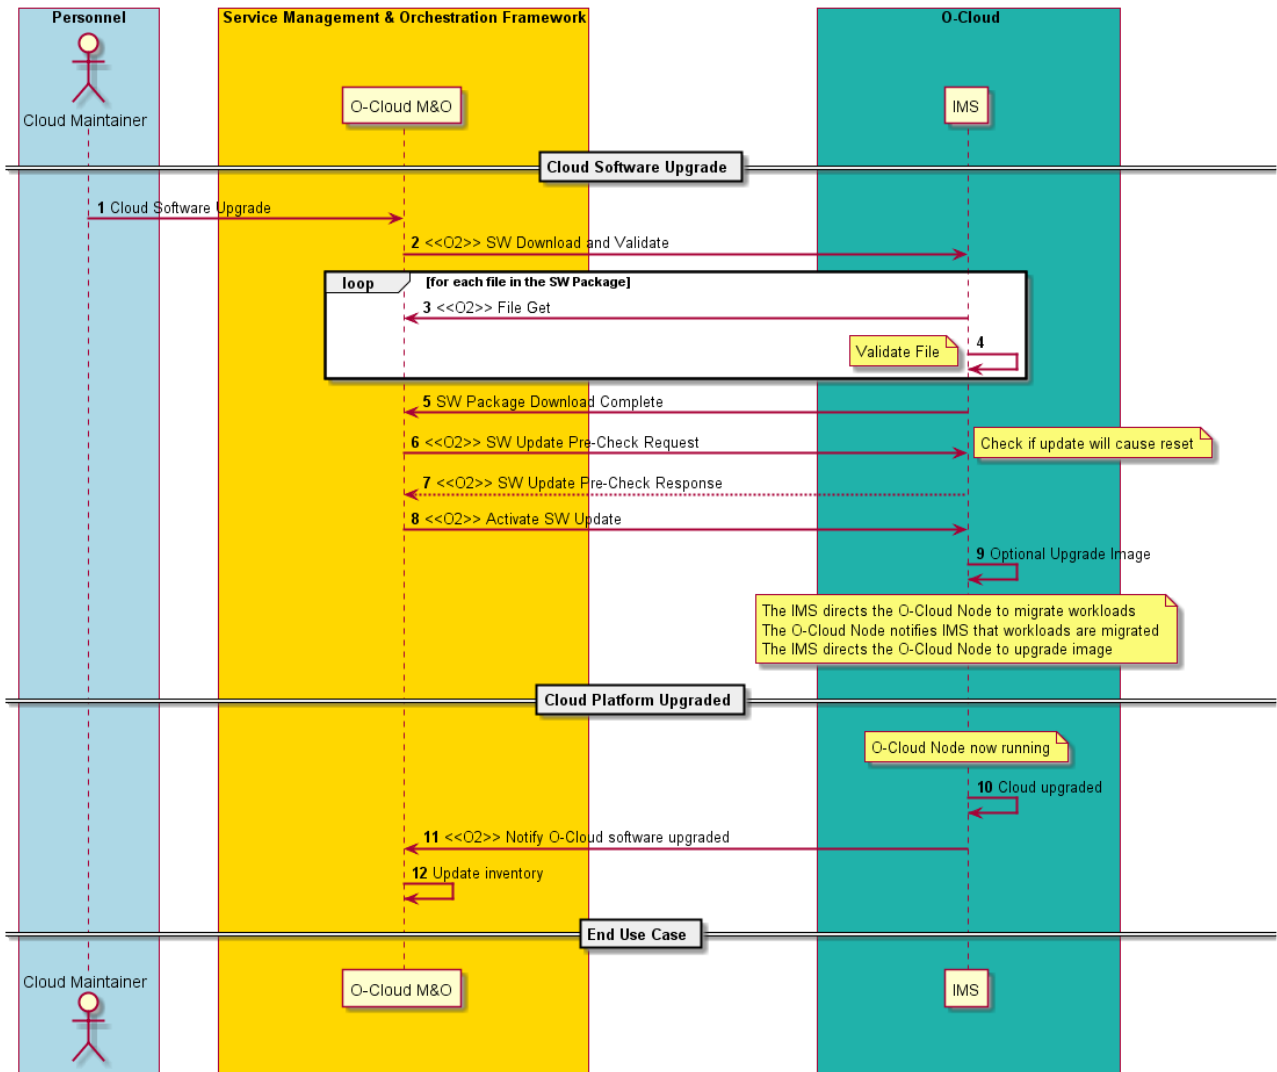 Personnel
Service Management & Orchestration Framework
O-Cloud
Cloud Maintainer
O-Cloud M&O
IMS
Cloud Software Upgrade
1 Cloud Software Upgrade
2 <<O2>> SW Download and Validate
loop
[for each file in the SW Package]
3 <<O2>> File Get
4
Validate File
5 SW Package Download Complete
6 <<O2>> SW Update Pre-Check Request
Check if update will cause reset
7 <<O2>> SW Update Pre-Check Response
8 <<O2>> Activate SW Update
9 Optional Upgrade Image
The IMS directs the O-Cloud Node to migrate workloads
The O-Cloud Node notifies IMS that workloads are migrated
The IMS directs the O-Cloud Node to upgrade image
Cloud Platform Upgraded
O-Cloud Node now running
10 Cloud upgraded
11 <<O2>> Notify O-Cloud software upgraded
12 Update inventory
End Use Case
Cloud Maintainer
O-Cloud M&O
IMS